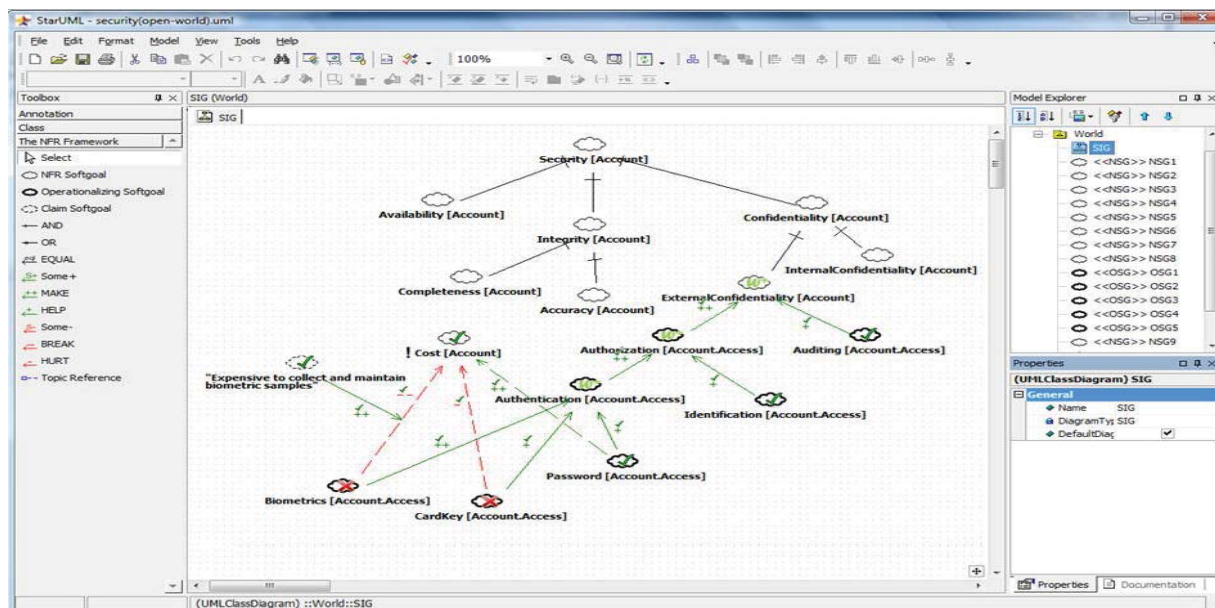 StarUML - security(open-world).uml
File Edit Format Model View Tools Help
100%
Toolbox
Annotation
Class
The NFR Framework
Select
NFR Softgoal
Operationalizing Softgoal
Claim Softgoal
AND
OR
EQUAL
Some+
MAKE
HELP
Some-
BREAK
HURT
Topic Reference
SIG (World)
SIG
Security [Account]
Availability [Account]
Confidentiality [Account]
Integrity [Account]
InternalConfidentiality [Account]
Completeness [Account]
ExternalConfidentiality [Account]
Accuracy [Account]
! Cost [Account]
Authorization [Account.Access]
Auditing [Account.Access]
"Expensive to collect and maintain
biometric samples"
Authentication [Account.Access]
Identification [Account.Access]
Password [Account.Access]
Biometrics [Account.Access]
CardKey [Account.Access]
Model Explorer
World
SIG
<<NSG>> NSG1
<<NSG>> NSG2
<<NSG>> NSG3
<<NSG>> NSG4
<<NSG>> NSG5
<<NSG>> NSG6
<<NSG>> NSG7
<<NSG>> NSG8
<<OSG>> OSG1
<<OSG>> OSG2
<<OSG>> OSG3
<<OSG>> OSG4
<<OSG>> OSG5
<<NSG>> NSG9
Properties
(UMLClassDiagram) SIG
General
Name SIG
DiagramTyp SIG
DefaultDiag
Properties Documentation
(UMLClassDiagram) ::World::SIG